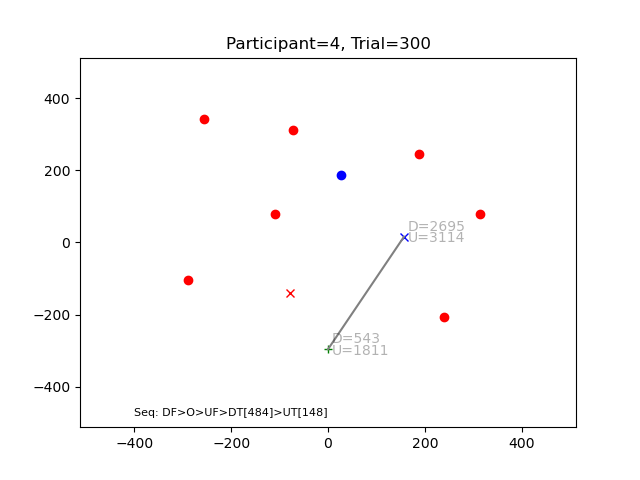 Participant=4, Trial=300
400
200
0
−200
−400
D=2695
U=3114
D=543
U=1811
Seq: DF>O>UF>DT[484]>UT[148]
−400
−200
0
200
400